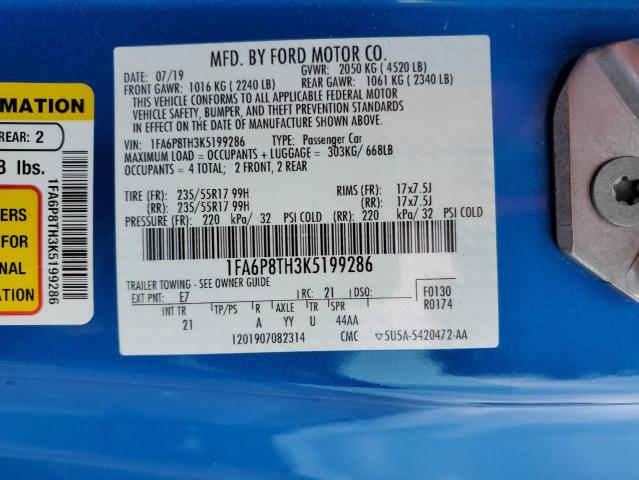 MFD. BY FORD MOTOR CO.
DATE: 07/19 GVWR: 2050 KG ( 4520 LB)
FRONT GAWR: 1016 KG ( 2240 LB) REAR GAWR: 1061 KG ( 2340 LB)
THIS VEHICLE CONFORMS TO ALL APPLICABLE FEDERAL MOTOR
VEHICLE SAFETY, BUMPER, AND THEFT PREVENTION STANDARDS
IN EFFECT ON THE DATE OF MANUFACTURE SHOWN ABOVE.
VIN: 1FA6P8TH3K5199286 TYPE: Passenger Car
MAXIMUM LOAD = OCCUPANTS + LUGGAGE = 303KG/ 668LB
OCCUPANTS = 4 TOTAL; 2 FRONT, 2 REAR
TIRE (FR): 235/55R17 99H RIMS (FR): 17x7.5J
(RR): 235/55R17 99H (RR): 17x7.5J
PRESSURE (FR): 220 kPa/ 32 PSI COLD (RR): 220 kPa/ 32 PSI COLD
1FA6P8TH3K5199286
TRAILER TOWING - SEE OWNER GUIDE
EXT PNT: E7 RC: 21 DSO: F0130
R0174
INT TR TP/PS R AXLE TR SPR
21 A YY U 44AA
1201907082314 CMC ▽5U5A-5420472-AA
RMATION
REAR: 2
8 lbs.
ERS
FOR
NAL
ATION
1FA6P8TH3K5199286